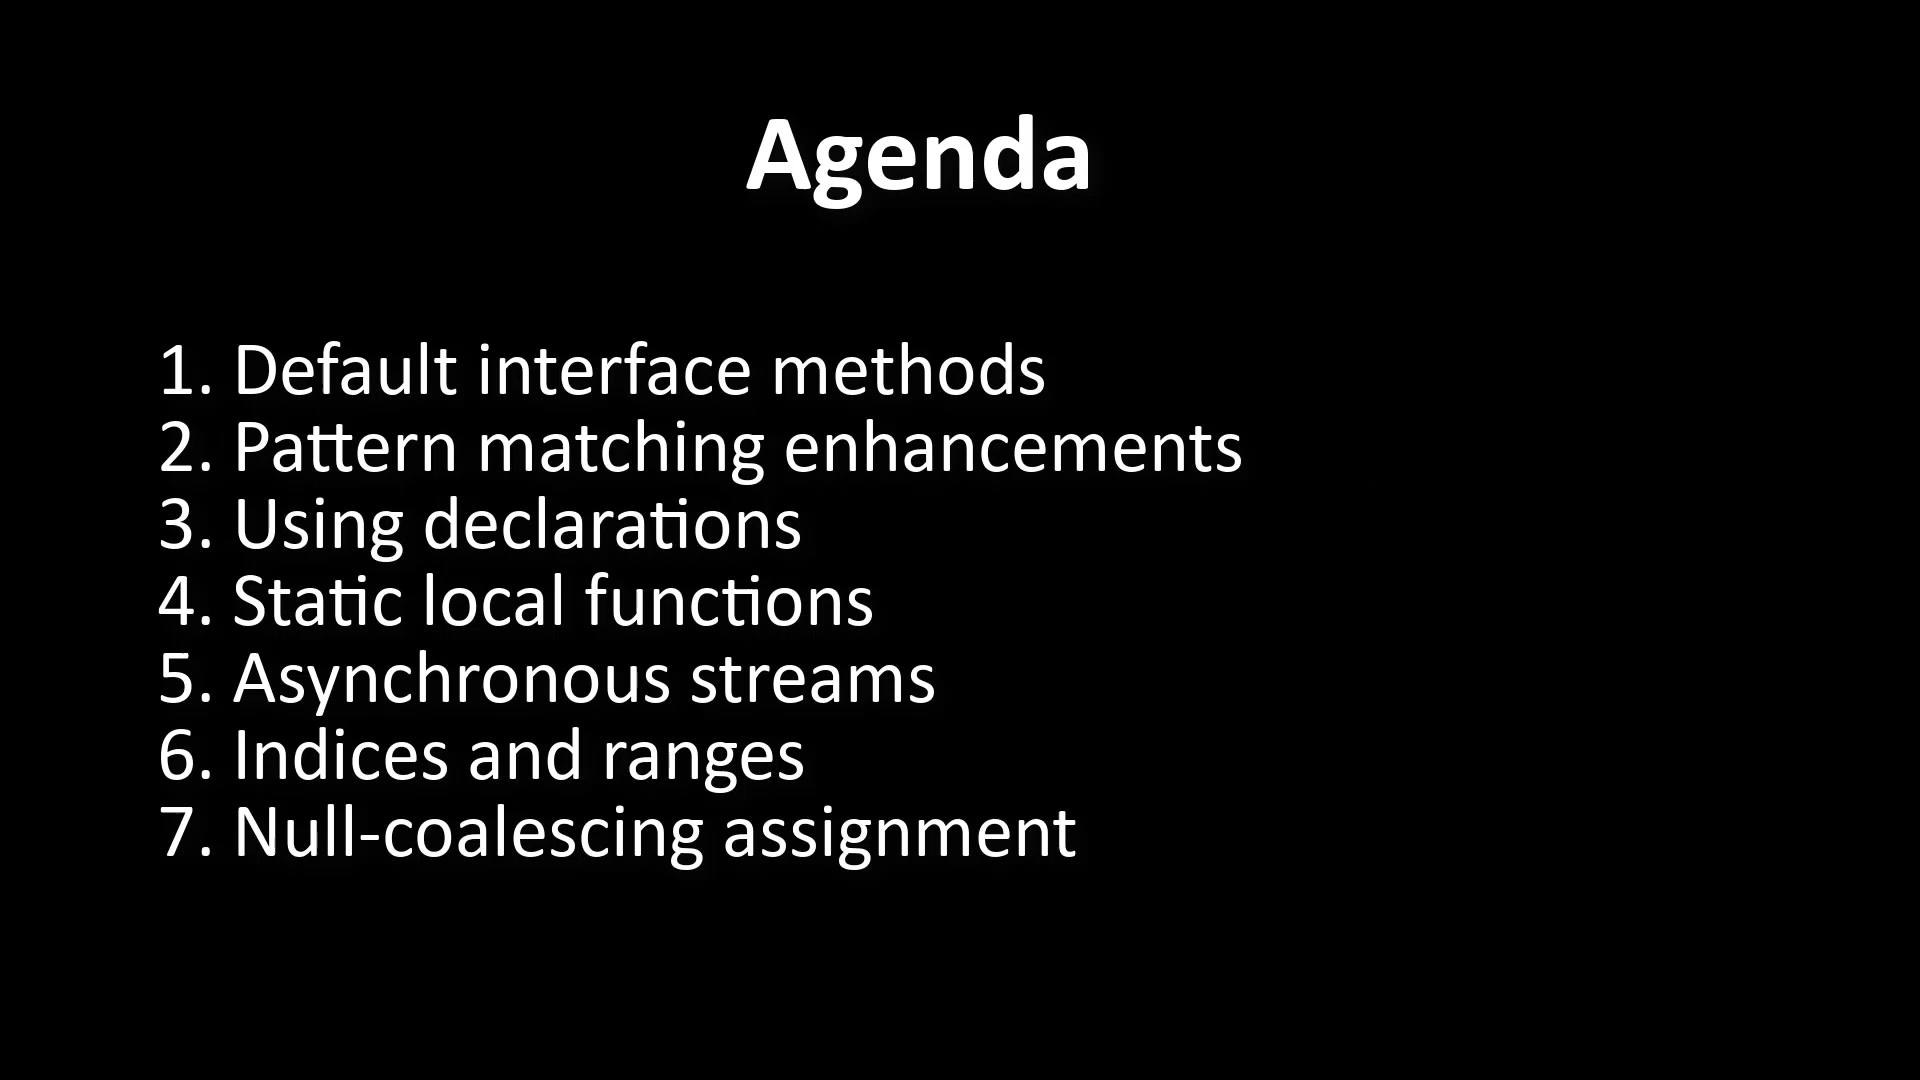 Agenda
1. Default interface methods
2. Pattern matching enhancements
3. Using declarations
4. Static local functions
5. Asynchronous streams
6. Indices and ranges
7. Null-coalescing assignment